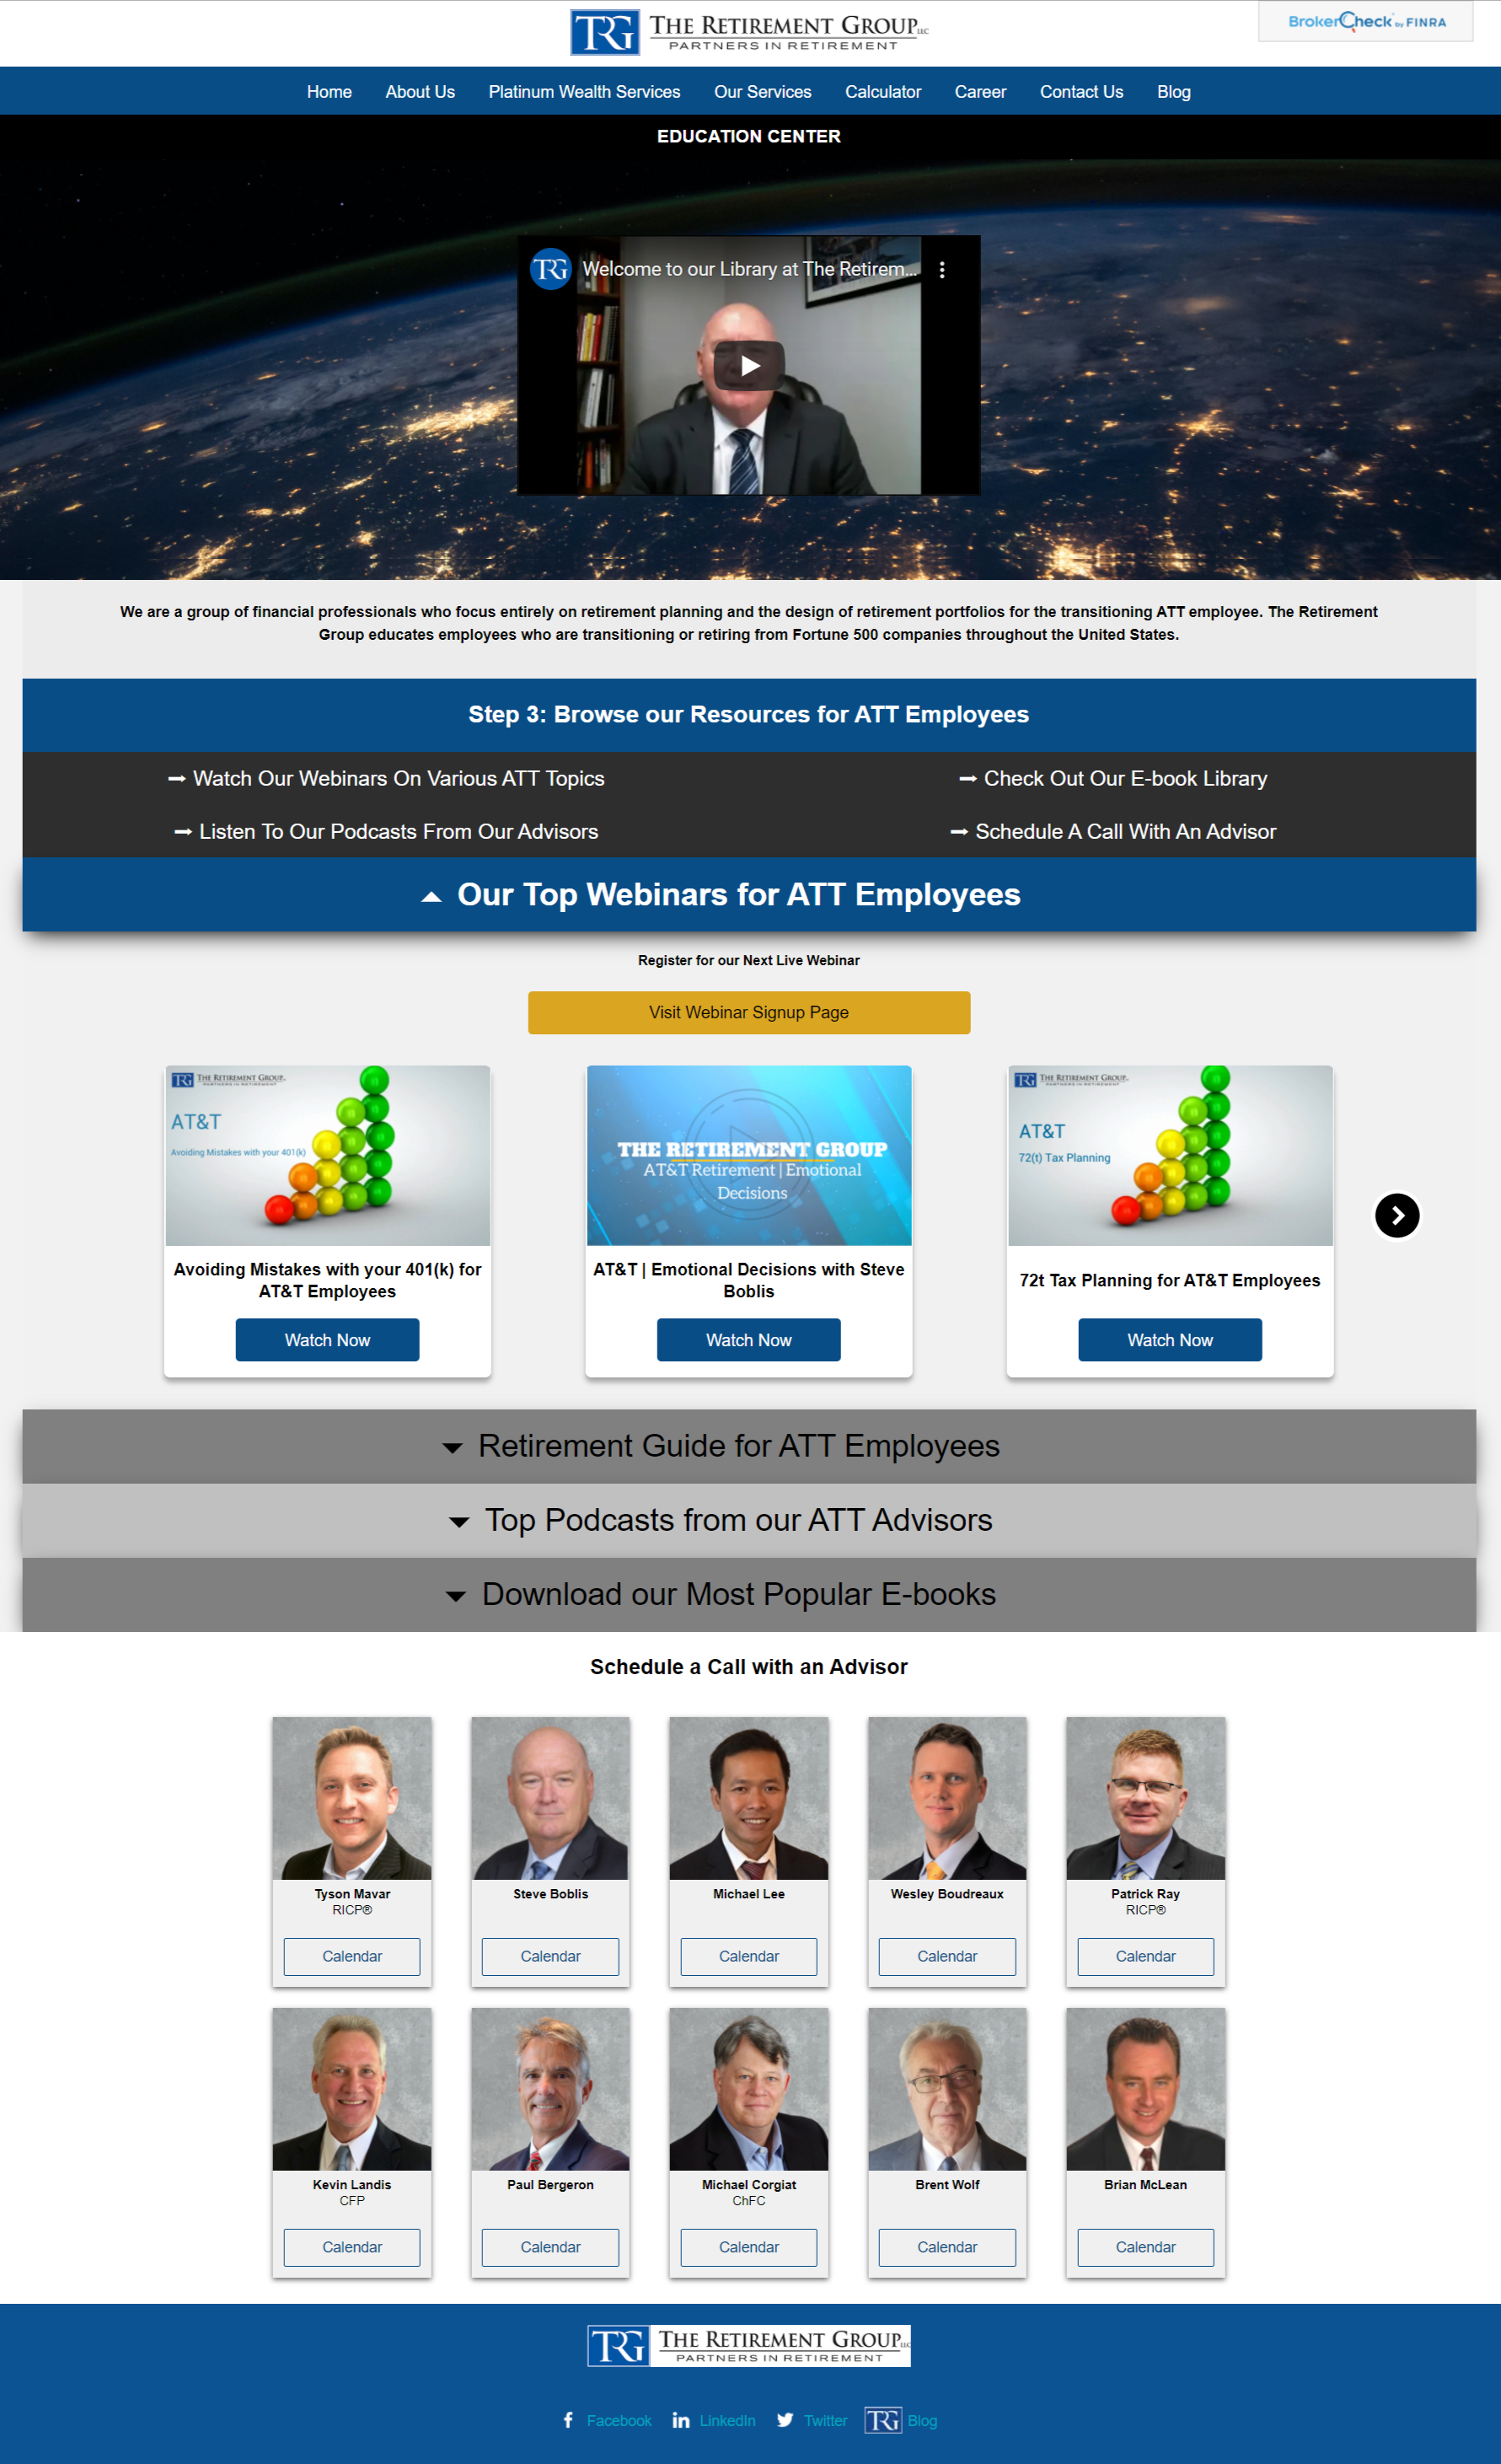 TRG THE RETIREMENT GROUP LLC
PARTNERS IN RETIREMENT
BrokerCheck by FINRA
Home About Us Platinum Wealth Services Our Services Calculator Career Contact Us Blog
EDUCATION CENTER
TRG Welcome to our Library at The Retirem...
We are a group of financial professionals who focus entirely on retirement planning and the design of retirement portfolios for the transitioning ATT employee. The Retirement
Group educates employees who are transitioning or retiring from Fortune 500 companies throughout the United States.
Step 3: Browse our Resources for ATT Employees
Watch Our Webinars On Various ATT Topics
Check Out Our E-book Library
Listen To Our Podcasts From Our Advisors
Schedule A Call With An Advisor
Our Top Webinars for ATT Employees
Register for our Next Live Webinar
Visit Webinar Signup Page
TRG THE RETIREMENT GROUP
PARTNERS IN RETIREMENT
AT&T
Avoiding Mistakes with your 401(k)
Avoiding Mistakes with your 401(k) for
AT&T Employees
Watch Now
THE RETIREMENT GROUP
AT&T Retirement | Emotional
Decisions
AT&T | Emotional Decisions with Steve
Boblis
Watch Now
TRG THE RETIREMENT GROUP
PARTNERS IN RETIREMENT
AT&T
72(t) Tax Planning
72t Tax Planning for AT&T Employees
Watch Now
Retirement Guide for ATT Employees
Top Podcasts from our ATT Advisors
Download our Most Popular E-books
Schedule a Call with an Advisor
Tyson Mavar
RICP®
Calendar
Steve Boblis
Calendar
Michael Lee
Calendar
Wesley Boudreaux
Calendar
Patrick Ray
RICP®
Calendar
Kevin Landis
CFP
Calendar
Paul Bergeron
Calendar
Michael Corgiat
ChFC
Calendar
Brent Wolf
Calendar
Brian McLean
Calendar
TRG THE RETIREMENT GROUP LLC
PARTNERS IN RETIREMENT
Facebook LinkedIn Twitter TRG Blog